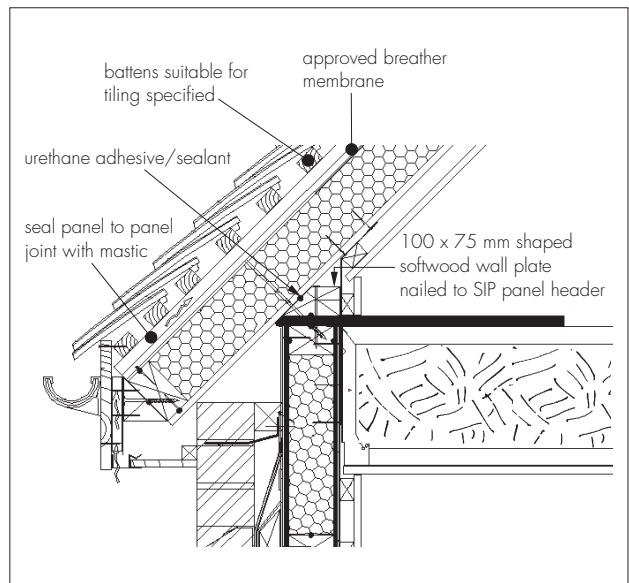 approved breather
membrane
battens suitable for
tiling specified
urethane adhesive/sealant
seal panel to panel
joint with mastic
100 x 75 mm shaped
softwood wall plate
nailed to SIP panel header